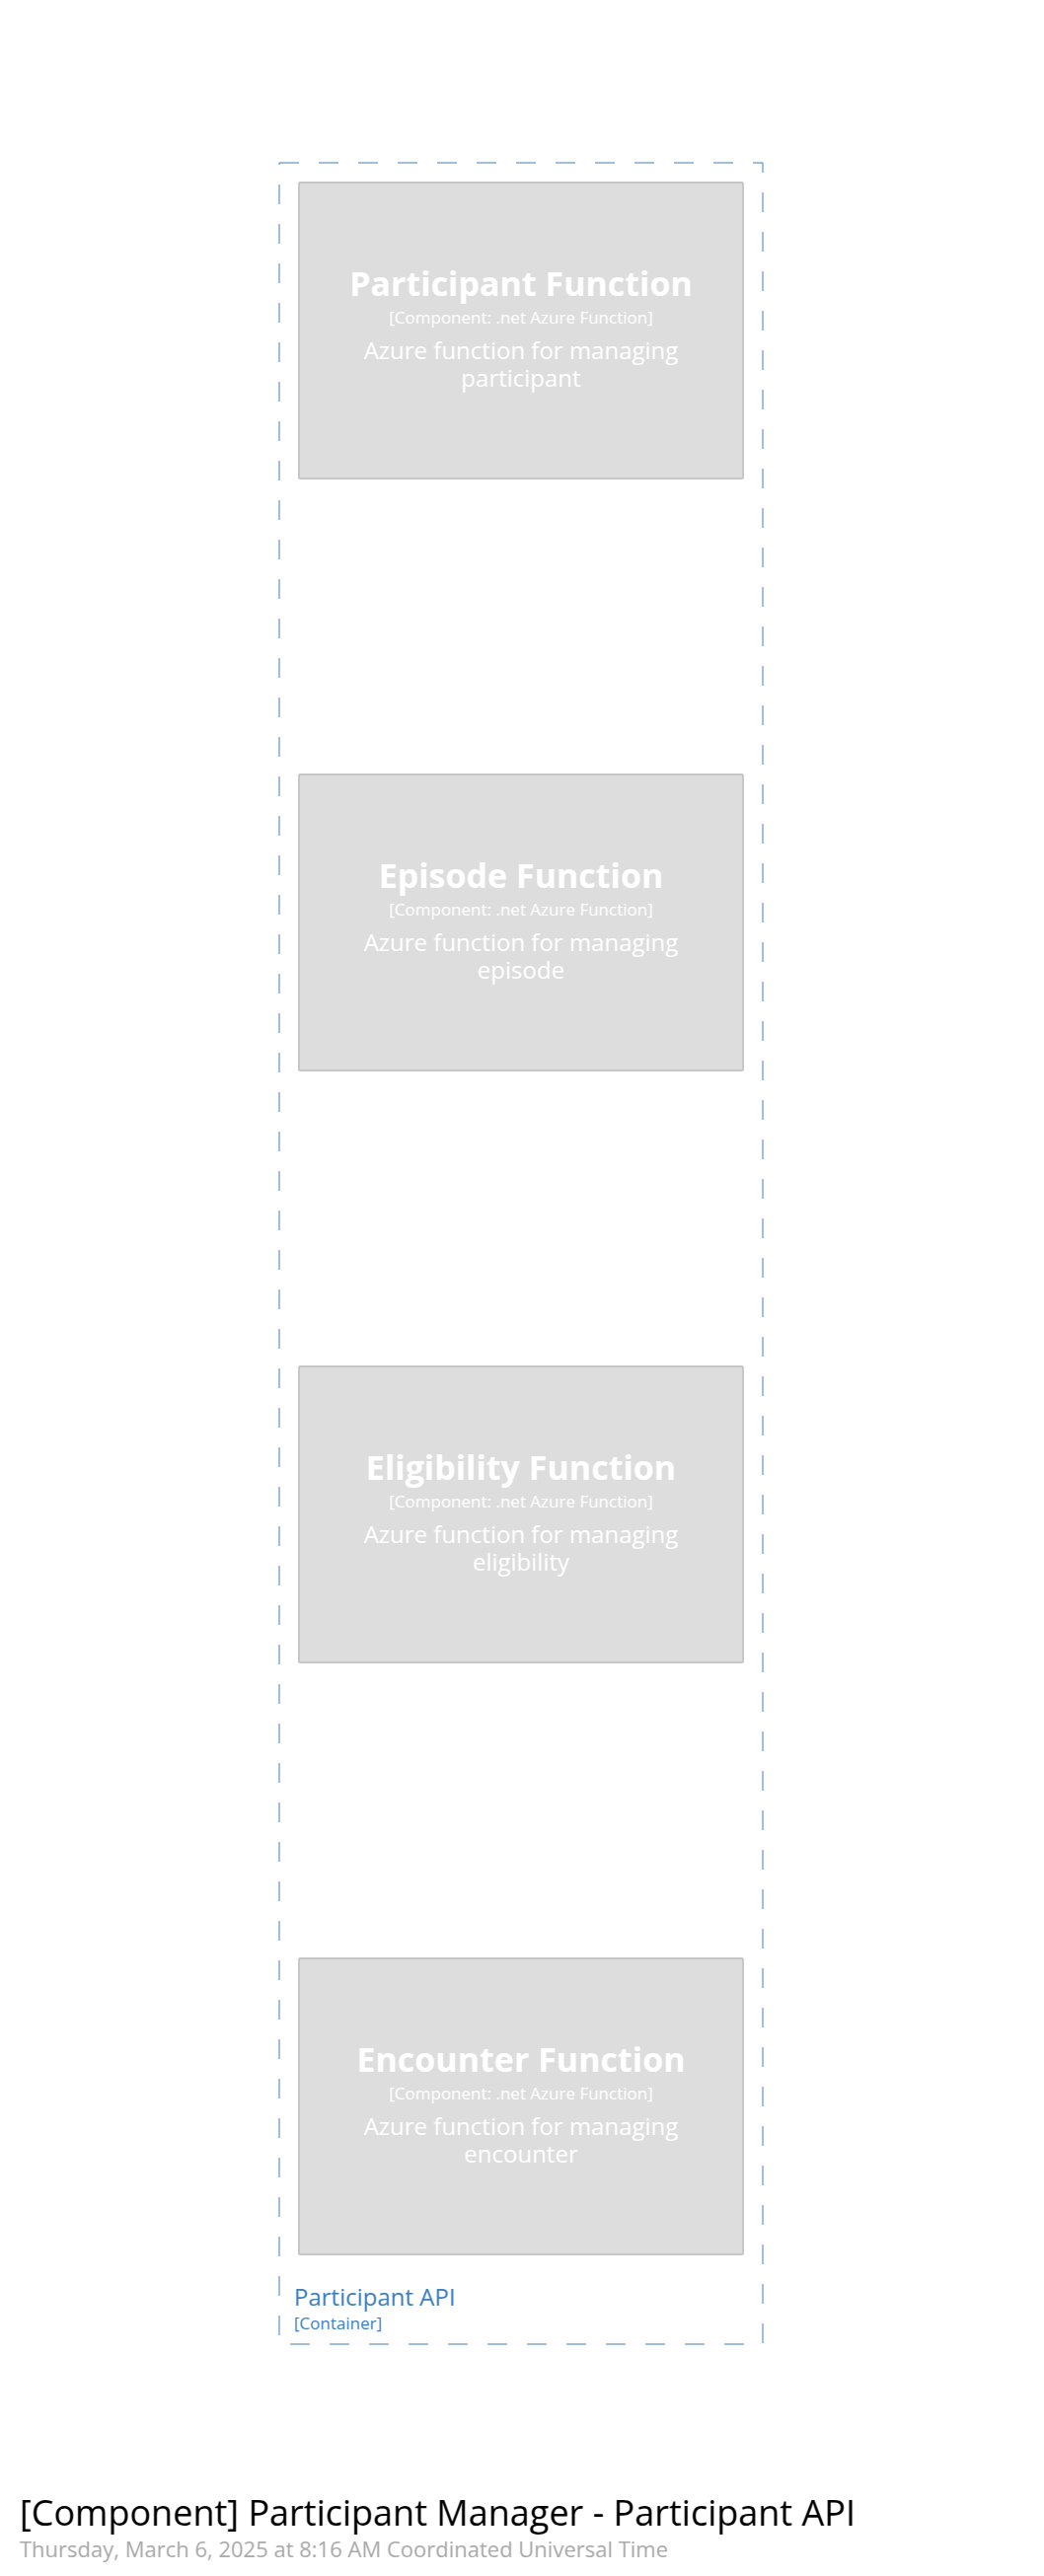 Participant Function
[Component: .net Azure Function]
Azure function for managing
participant
Episode Function
[Component: .net Azure Function]
Azure function for managing
episode
Eligibility Function
[Component: .net Azure Function]
Azure function for managing
eligibility
Encounter Function
[Component: .net Azure Function]
Azure function for managing
encounter
Participant API
[Container]
[Component] Participant Manager - Participant API
Thursday, March 6, 2025 at 8:16 AM Coordinated Universal Time